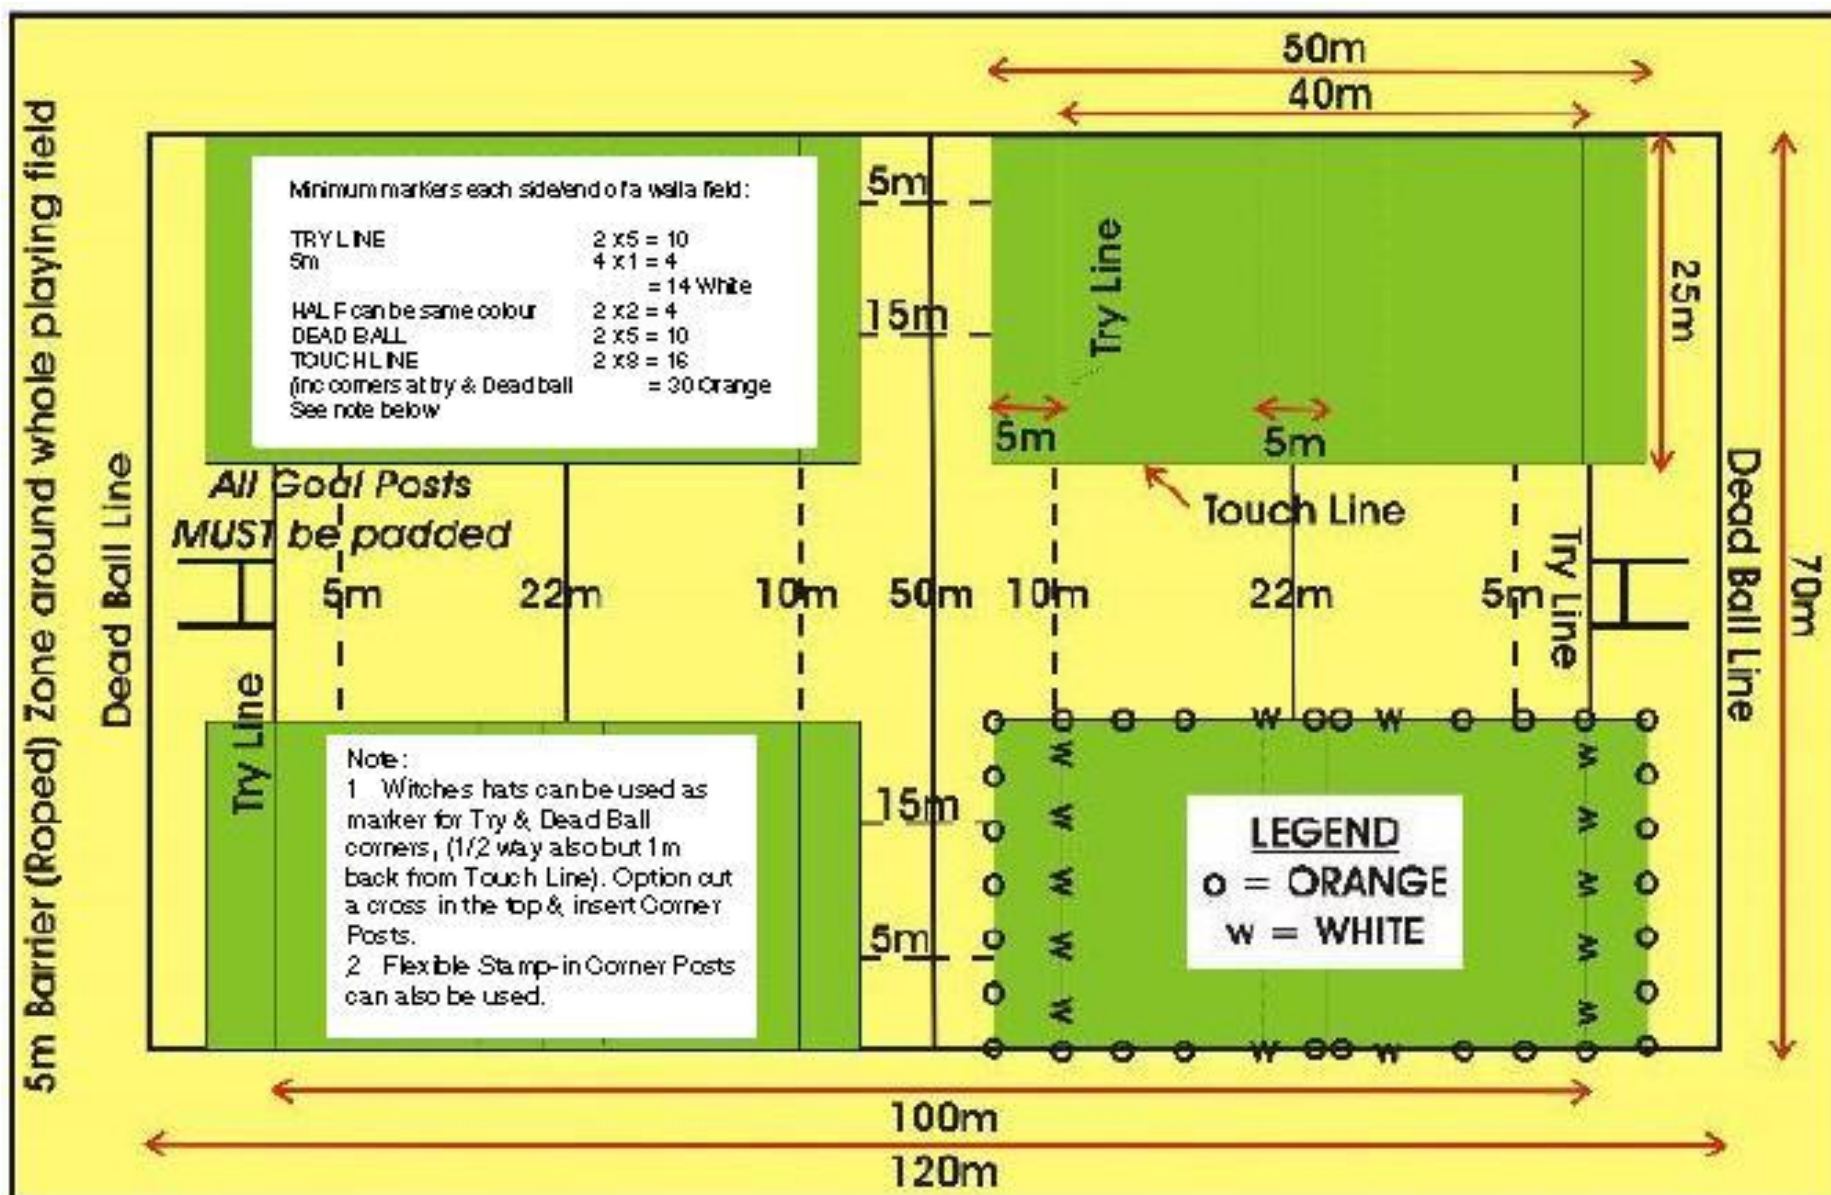 50m
40m
5m Barrier (Roped) Zone around whole playing field
Minimum markers each side/end of a walla field:
TRY LINE 2 x 5 = 10
5m 4 x 1 = 4
= 14 White
HALF can be same colour 2 x 2 = 4
DEAD BALL 2 x 5 = 10
TOUCH LINE 2 x 8 = 16
(inc corners at try & Dead ball = 30 Orange
See note below
5m
15m
Try Line
25m
5m
5m
All Goal Posts
MUST be padded
Touch Line
Dead Ball Line
Dead Ball Line
70m
5m 22m 10m 50m 10m 22m 5m
Try Line
Try Line
o o o o w o o w o o o o
w w w w w
w w w w w
o o o o o
o o o o o
Note:
1 Witches hats can be used as
marker for Try & Dead Ball
corners, (1/2 way also but 1m
back from Touch Line). Option cut
a cross in the top & insert Corner
Posts.
2 Flexible Stamp-in Corner Posts
can also be used.
15m
5m
LEGEND
o = ORANGE
w = WHITE
o o o o w o o w o o o o
100m
120m